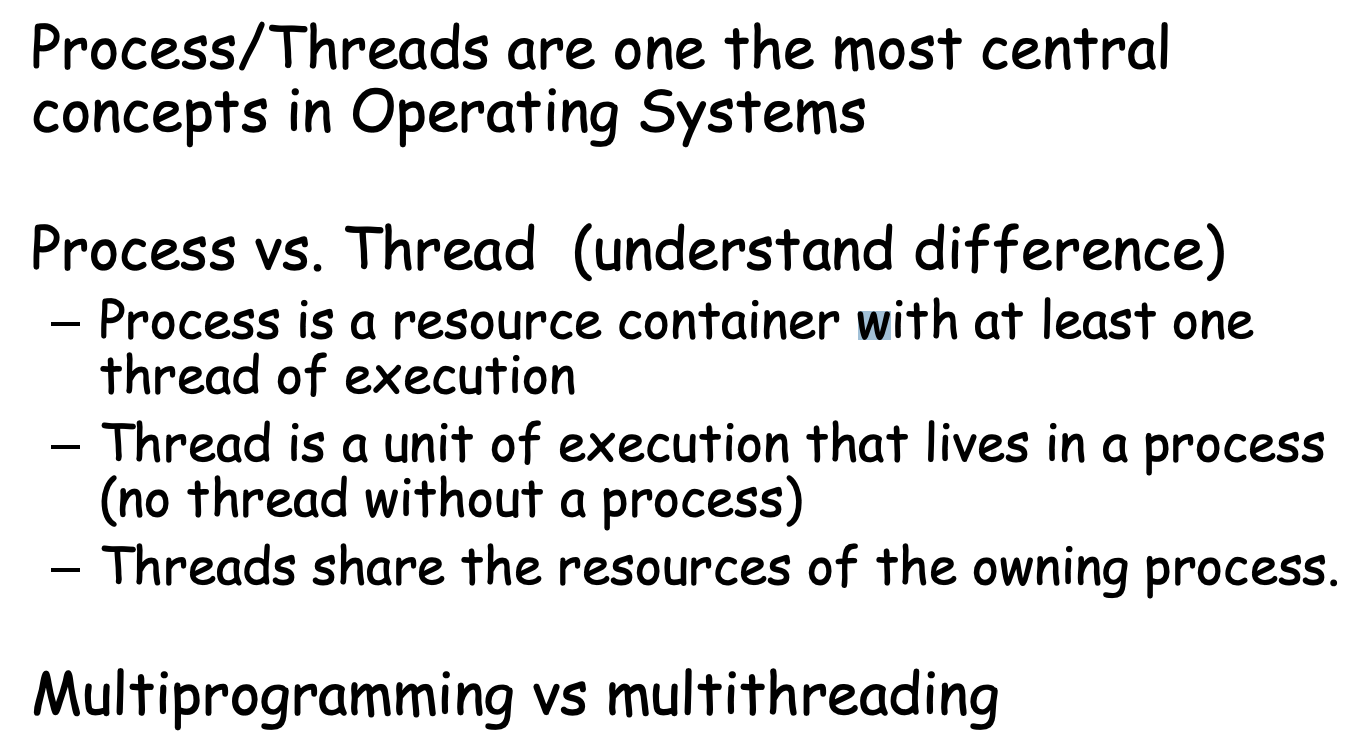 Process/Threads are one the most central
concepts in Operating Systems
Process vs. Thread (understand difference)
– Process is a resource container with at least one
thread of execution
– Thread is a unit of execution that lives in a process
(no thread without a process)
– Threads share the resources of the owning process.
Multiprogramming vs multithreading